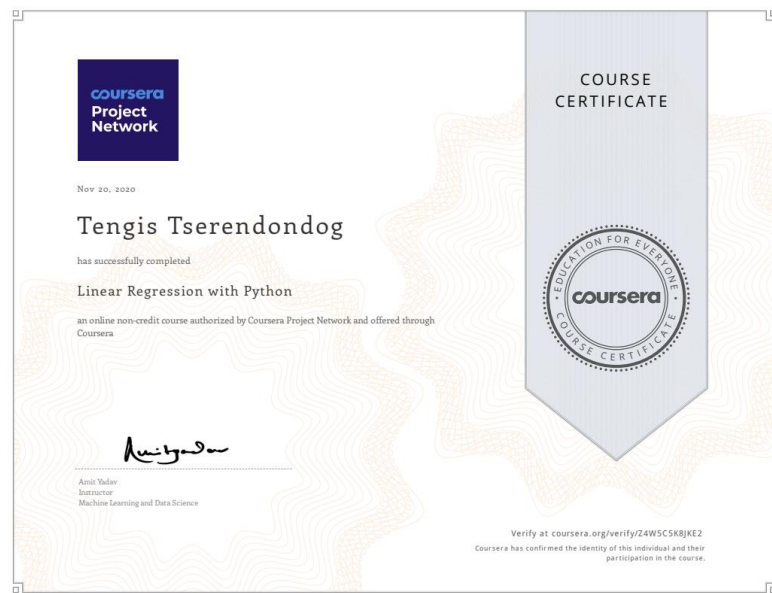 coursera
Project
Network
COURSE
CERTIFICATE
Nov 20, 2020
Tengis Tserendondog
has successfully completed
Linear Regression with Python
an online non-credit course authorized by Coursera Project Network and offered through
Coursera
EDUCATION FOR EVERYONE
coursera
COURSE CERTIFICATE
Amit Yadav
Amit Yadav
Instructor
Machine Learning and Data Science
Verify at coursera.org/verify/Z4W5C5K8JKE2
Coursera has confirmed the identity of this individual and their
participation in the course.